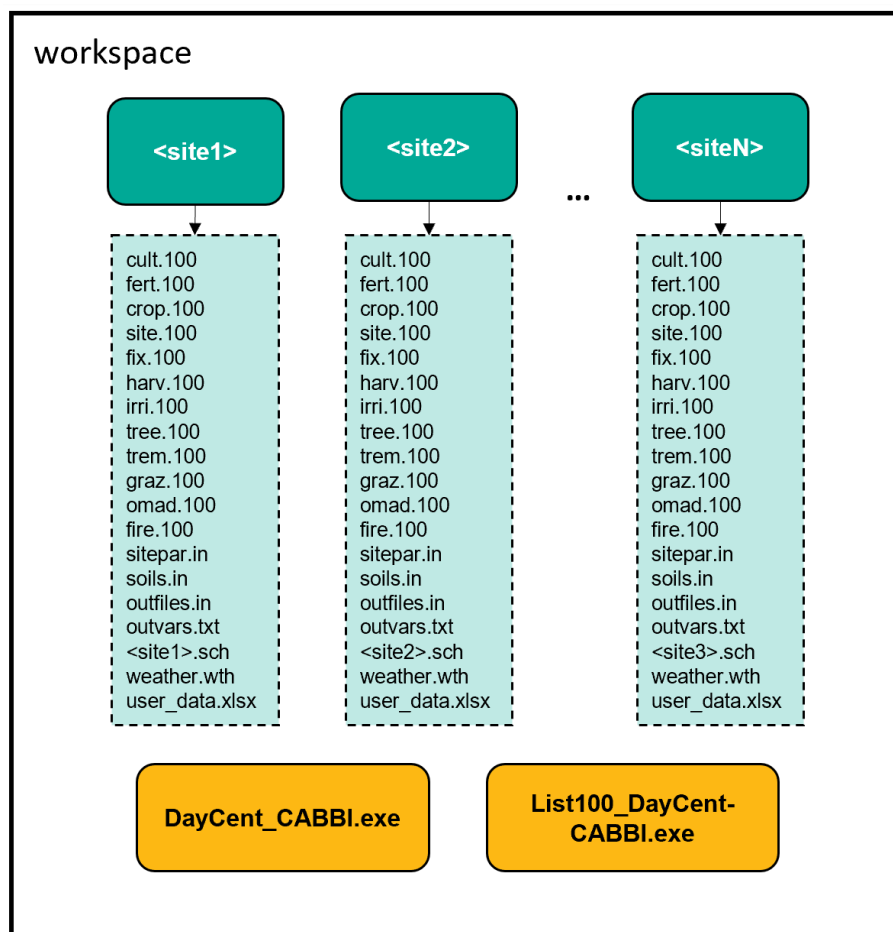 workspace
<site1>
<site2>
...
<siteN>
cult.100
fert.100
crop.100
site.100
fix.100
harv.100
irri.100
tree.100
trem.100
graz.100
omad.100
fire.100
sitepar.in
soils.in
outfiles.in
outvars.txt
<site1>.sch
weather.wth
user_data.xlsx
cult.100
fert.100
crop.100
site.100
fix.100
harv.100
irri.100
tree.100
trem.100
graz.100
omad.100
fire.100
sitepar.in
soils.in
outfiles.in
outvars.txt
<site2>.sch
weather.wth
user_data.xlsx
cult.100
fert.100
crop.100
site.100
fix.100
harv.100
irri.100
tree.100
trem.100
graz.100
omad.100
fire.100
sitepar.in
soils.in
outfiles.in
outvars.txt
<site3>.sch
weather.wth
user_data.xlsx
DayCent_CABBI.exe
List100_DayCent-
CABBI.exe